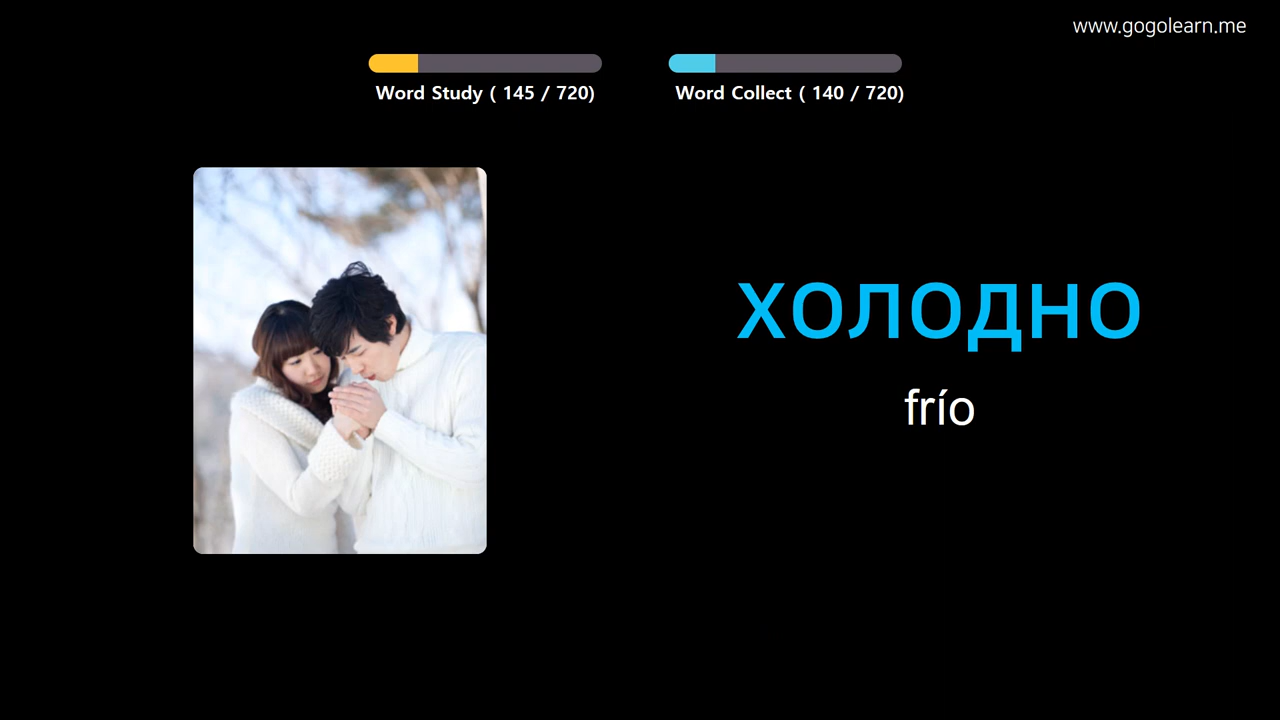 www.gogolearn.me
Word Study ( 145 / 720)
Word Collect ( 140 / 720)
холодно
frío